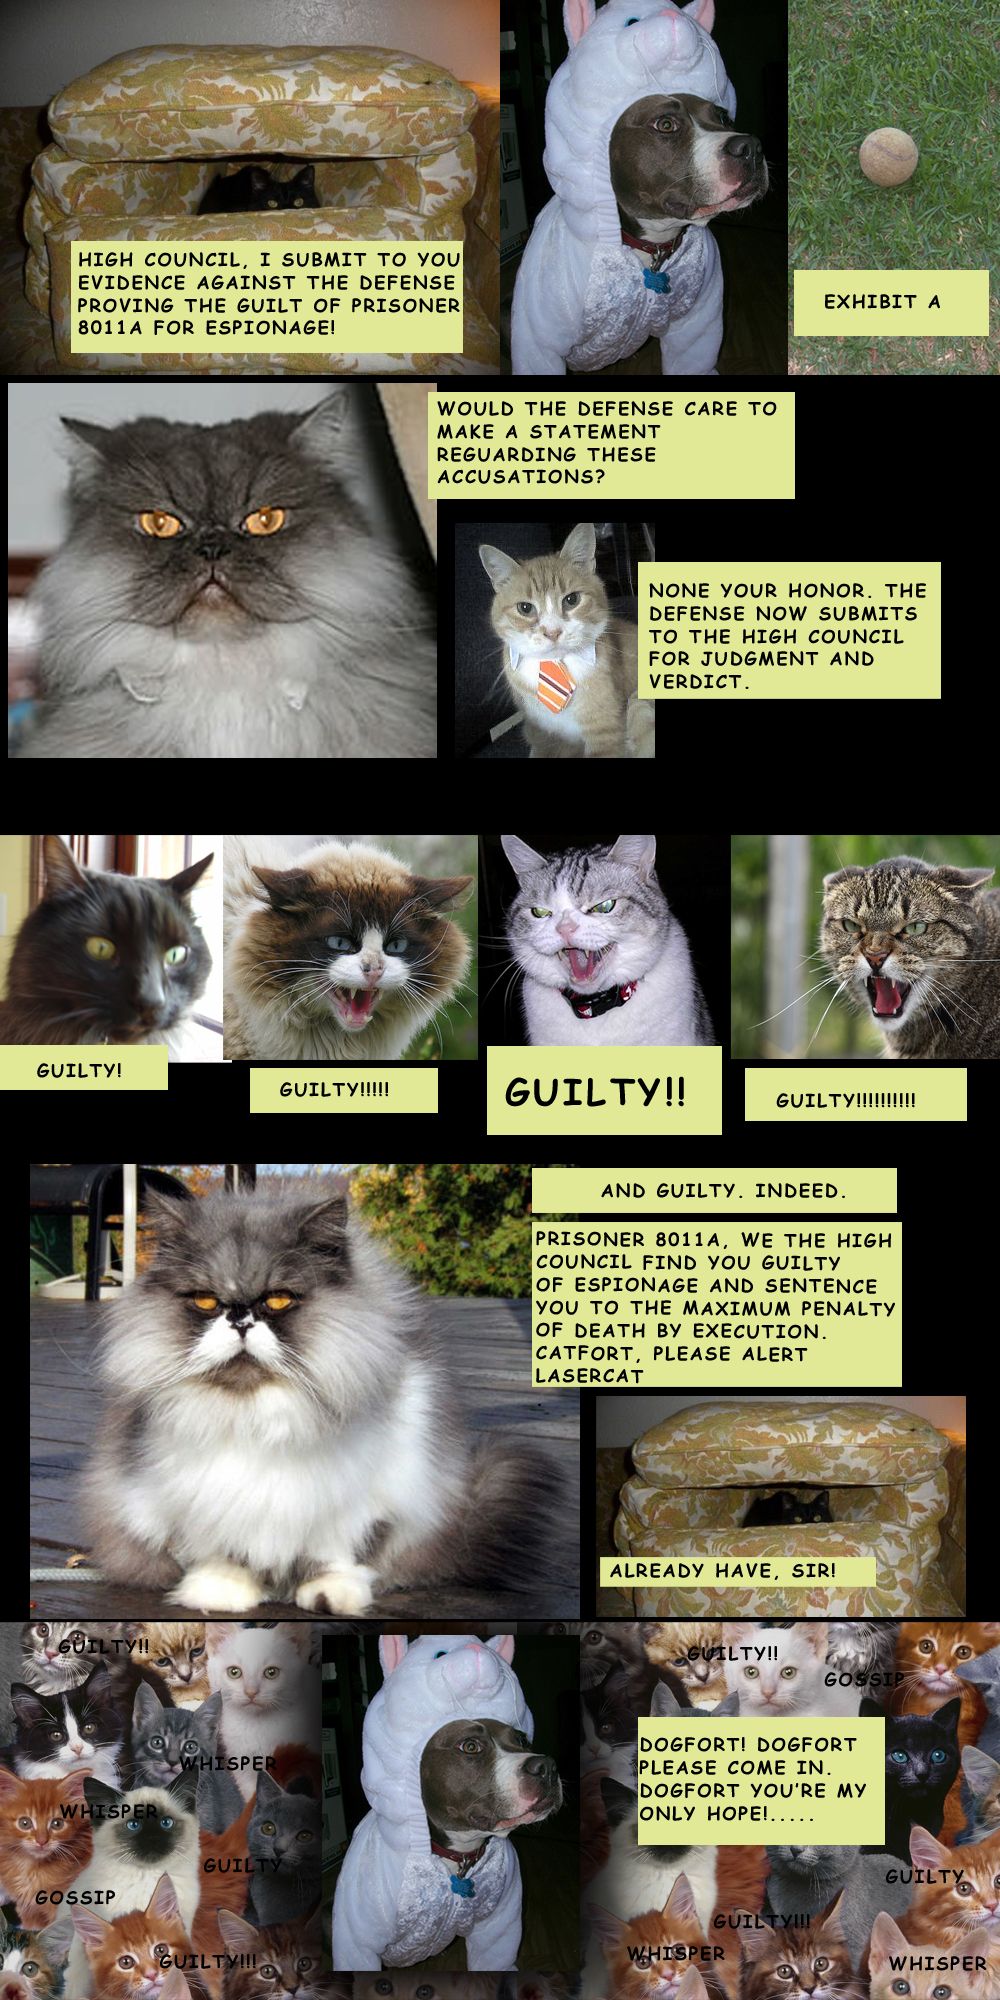 HIGH COUNCIL, I SUBMIT TO YOU
EVIDENCE AGAINST THE DEFENSE
PROVING THE GUILT OF PRISONER
8011A FOR ESPIONAGE!
EXHIBIT A
WOULD THE DEFENSE CARE TO
MAKE A STATEMENT
REGUARDING THESE
ACCUSATIONS?
NONE YOUR HONOR. THE
DEFENSE NOW SUBMITS
TO THE HIGH COUNCIL
FOR JUDGMENT AND
VERDICT.
GUILTY!
GUILTY!!!!!
GUILTY!!
GUILTY!!!!!!!!!!
AND GUILTY. INDEED.
PRISONER 8011A, WE THE HIGH
COUNCIL FIND YOU GUILTY
OF ESPIONAGE AND SENTENCE
YOU TO THE MAXIMUM PENALTY
OF DEATH BY EXECUTION.
CATFORT, PLEASE ALERT
LASERCAT
ALREADY HAVE, SIR!
GUILTY!!
WHISPER
WHISPER
GUILTY
GOSSIP
GUILTY!!!
GUILTY!!
GOSSIP
DOGFORT! DOGFORT
PLEASE COME IN.
DOGFORT YOU'RE MY
ONLY HOPE!.....
GUILTY
GUILTY!!!
WHISPER
WHISPER